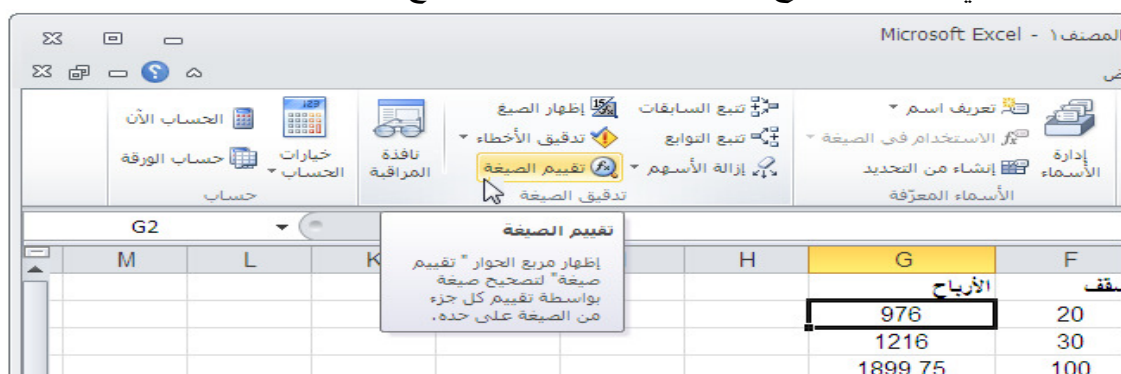 المصنف١ - Microsoft Excel
تعريف اسم
الاستخدام في الصيغة
إنشاء من التحديد
إدارة الأسماء
الأسماء المعرّفة
تتبع السابقات
تتبع التوابع
إزالة الأسهم
إظهار الصيغ
تدقيق الأخطاء
تقييم الصيغة
تدقيق الصيغة
نافذة المراقبة
خيارات الحساب
الحساب الآن
حساب الورقة
حساب
G2
تقييم الصيغة
إظهار مربع الحوار " تقييم
صيغة" لتصحيح صيغة
بواسطة تقييم كل جزء
من الصيغة على حده.
F G H K L M
الأرباح
20 976
30 1216
100 1899.75